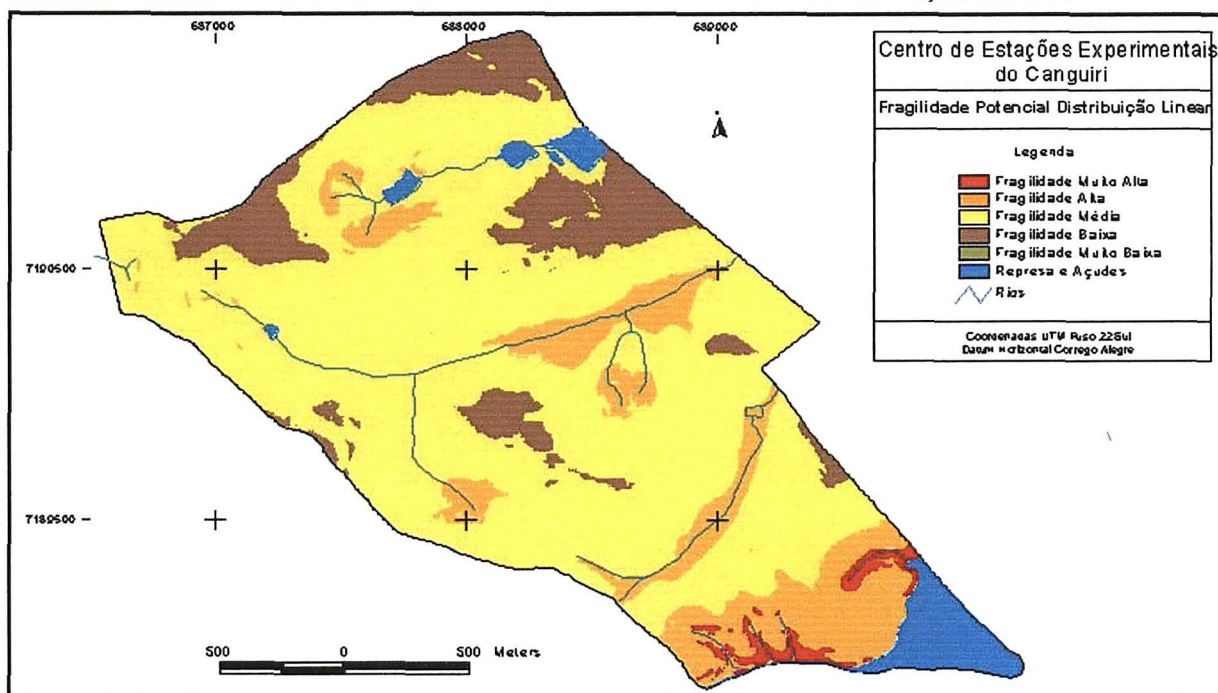 687000 688000 689000
Centro de Estações Experimentais
do Canguiri
Fragilidade Potencial Distribuição Linear
Legenda
Fragilidade Muito Alta
Fragilidade Alta
Fragilidade Média
Fragilidade Baixa
Fragilidade Muito Baixa
Represa e Açudes
Rios
Coordenadas UTM Fuso 22Sul
Datum Horizontal Corrego Alegre
7190500
7189500
500 0 500 Meters